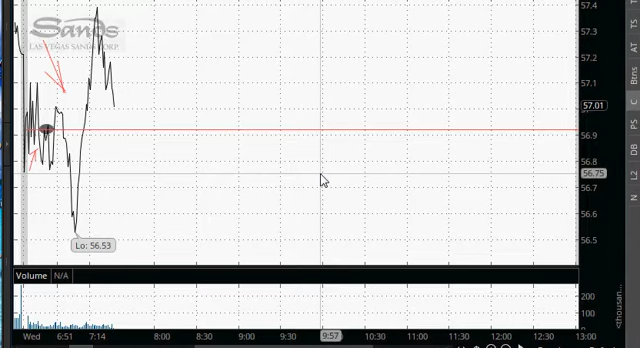 Sands
LAS VEGAS SANDS CORP
57.4
57.3
57.2
57.1
57.01
56.9
56.8
56.75
56.7
56.6
56.5
Lo: 56.53
Volume N/A
200
100
<thousan...
Wed 6:51 7:14 8:00 8:30 9:00 9:30 9:57 10:30 11:00 11:30 12:00 12:30 13:00
TS
AT
Btns
C
PS
DB
L2
N